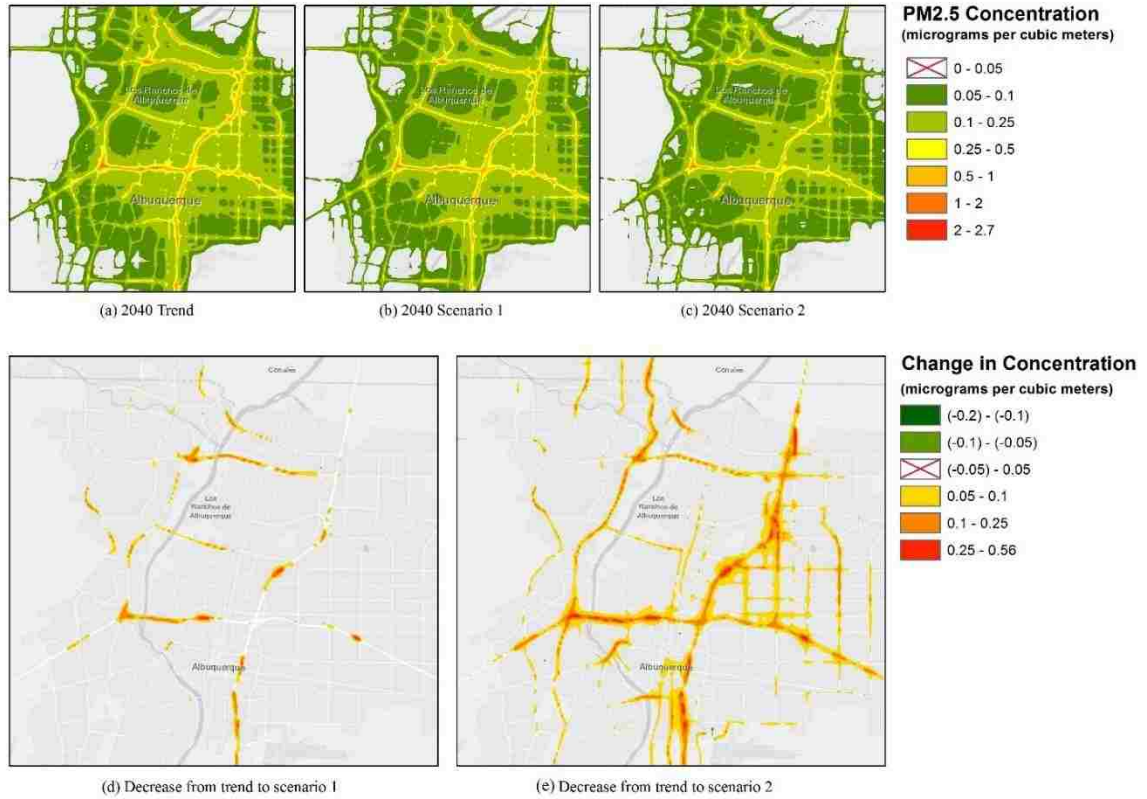 PM2.5 Concentration
(micrograms per cubic meters)
0 - 0.05
0.05 - 0.1
0.1 - 0.25
0.25 - 0.5
0.5 - 1
1 - 2
2 - 2.7
Los Ranchos de
Albuquerque
Albuquerque
Los Ranchos de
Albuquerque
Albuquerque
Los Ranchos de
Albuquerque
Albuquerque
(a) 2040 Trend
(b) 2040 Scenario 1
(c) 2040 Scenario 2
Change in Concentration
(micrograms per cubic meters)
(-0.2) - (-0.1)
(-0.1) - (-0.05)
(-0.05) - 0.05
0.05 - 0.1
0.1 - 0.25
0.25 - 0.56
Corrales
Los
Ranchos de
Albuquerque
Albuquerque
Corrales
Los
Ranchos de
Albuquerque
Albuquerque
(d) Decrease from trend to scenario 1
(e) Decrease from trend to scenario 2